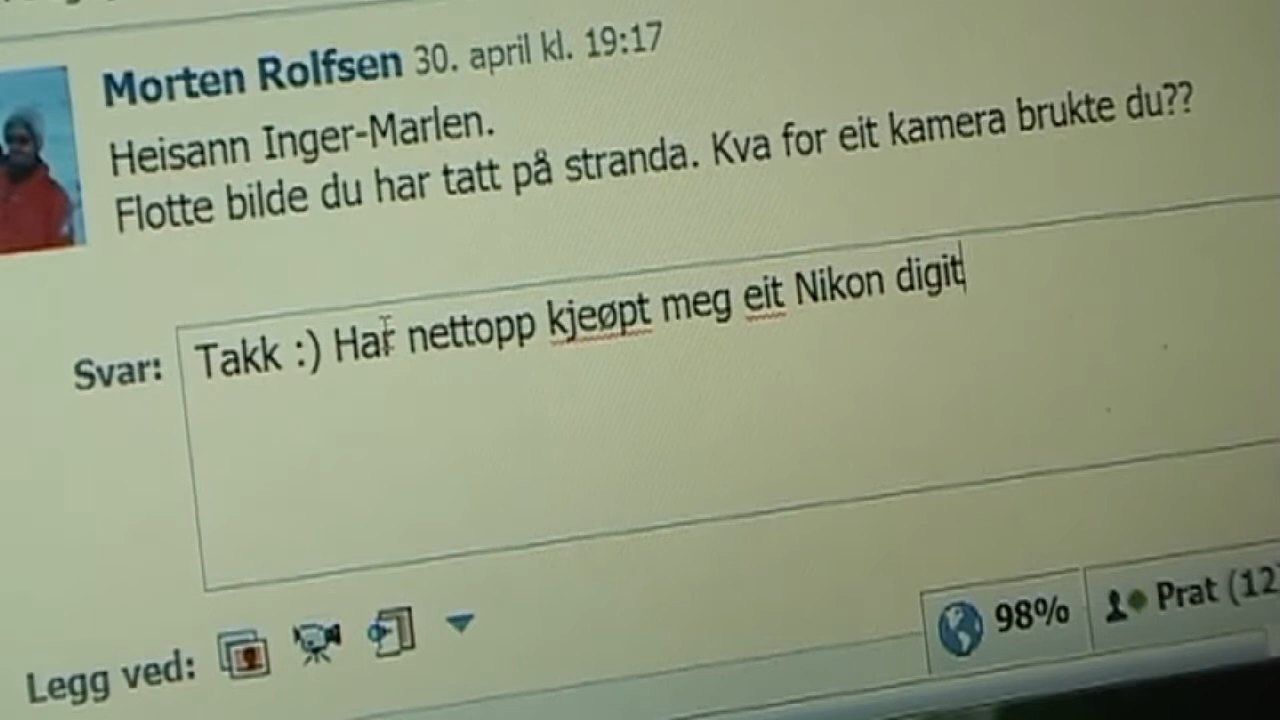 Morten Rolfsen 30. april kl. 19:17
Heisann Inger-Marlen.
Flotte bilde du har tatt på stranda. Kva for eit kamera brukte du??
Svar: Takk :) Har nettopp kjeøpt meg eit Nikon digit
98% Prat (12
Legg ved: